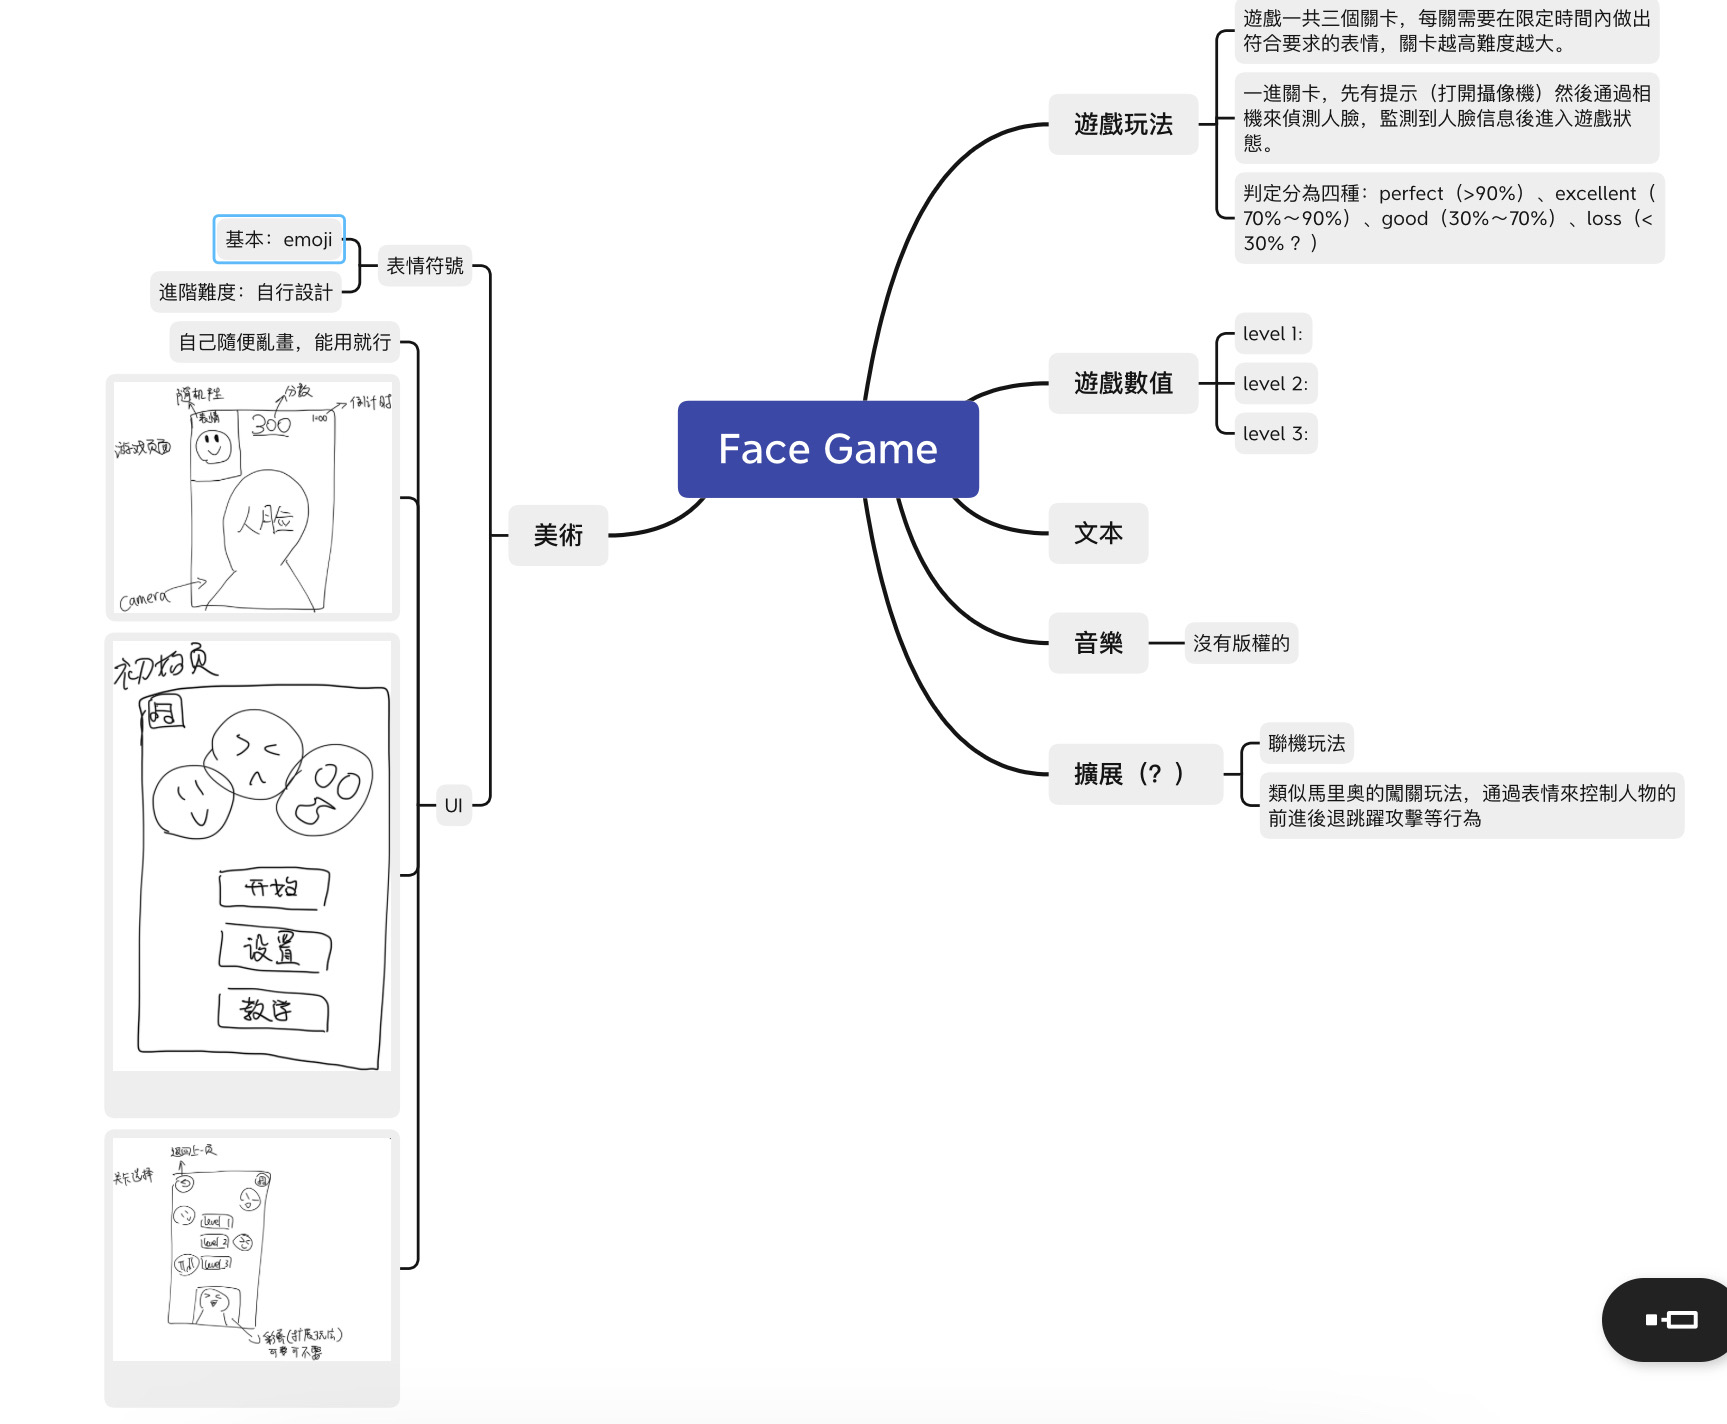 Face Game
遊戲玩法
遊戲一共三個關卡，每關需要在限定時間內做出
符合要求的表情，關卡越高難度越大。
一進關卡，先有提示（打開攝像機）然後通過相
機來偵測人臉，監測到人臉信息後進入遊戲狀
態。
判定分為四種：perfect（>90%）、excellent（
70%～90%）、good（30%～70%）、loss（<
30%？）
遊戲數值
level 1:
level 2:
level 3:
文本
音樂
沒有版權的
擴展（？）
聯機玩法
類似馬里奧的闖關玩法，通過表情來控制人物的
前進後退跳躍攻擊等行為
美術
表情符號
基本：emoji
進階難度：自行設計
UI
自己隨便亂畫，能用就行
随机性
分数
倒计时
表情
300
1:00
游戏页面
人脸
Camera
初始页
开始
设置
教学
返回上一页
关卡选择
level 1
level 2
level 3
彩蛋(扩展玩法)
可要可不要